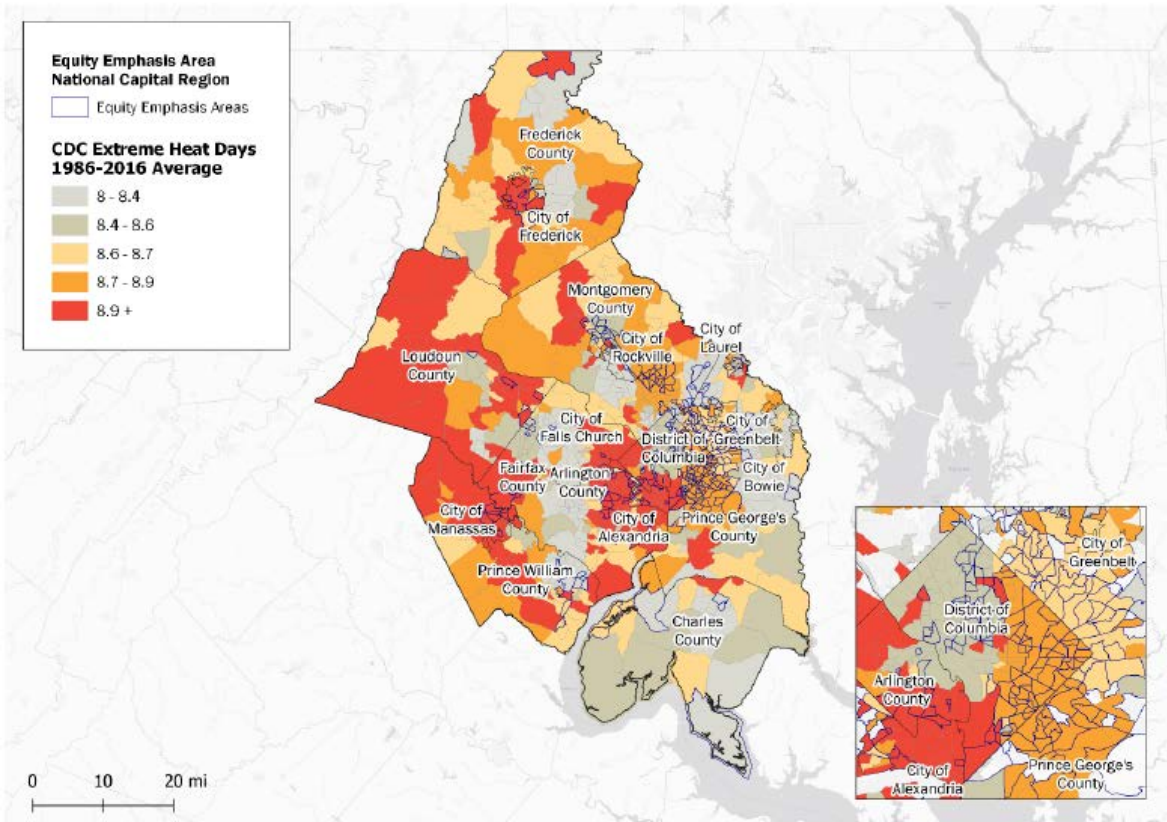 Equity Emphasis Area
National Capital Region
Equity Emphasis Areas
CDC Extreme Heat Days
1986-2016 Average
8 - 8.4
8.4 - 8.6
8.6 - 8.7
8.7 - 8.9
8.9 +
Frederick
County
City of
Frederick
Montgomery
County
City of
Rockville
City of
Laurel
Loudoun
County
City of
Falls Church
District of
Columbia
City of
Greenbelt
Fairfax
County
Arlington
County
City of
Bowie
City of
Manassas
City of
Alexandria
Prince George's
County
Prince William
County
Charles
County
0 10 20 mi
City of
Greenbelt
District of
Columbia
Arlington
County
City of
Alexandria
Prince George's
County